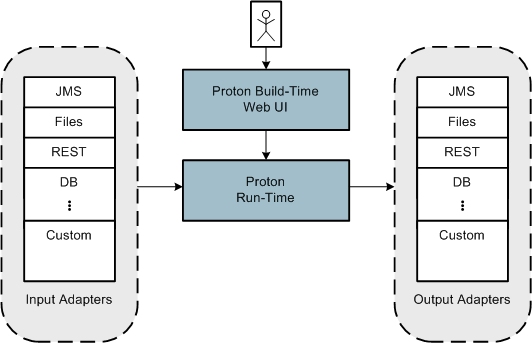 Proton Build-Time
Web UI
Proton
Run-Time
JMS
Files
REST
DB
Custom
Input Adapters
JMS
Files
REST
DB
Custom
Output Adapters